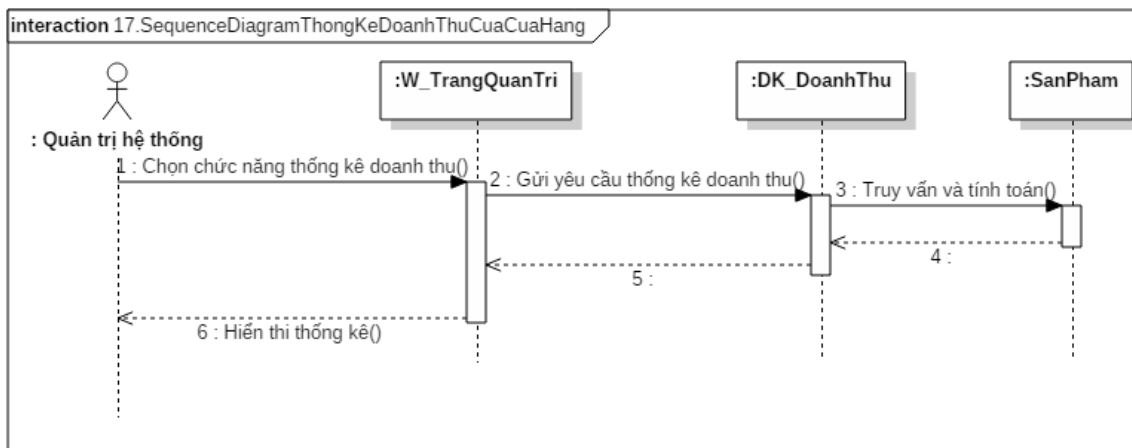 interaction 17.SequenceDiagramThongKeDoanhThuCuaCuaHang
:W_TrangQuanTri
:DK_DoanhThu
:SanPham
: Quản trị hệ thống
1 : Chọn chức năng thống kê doanh thu()
2 : Gửi yêu cầu thống kê doanh thu()
3 : Truy vấn và tính toán()
4 :
5 :
6 : Hiển thi thống kê()